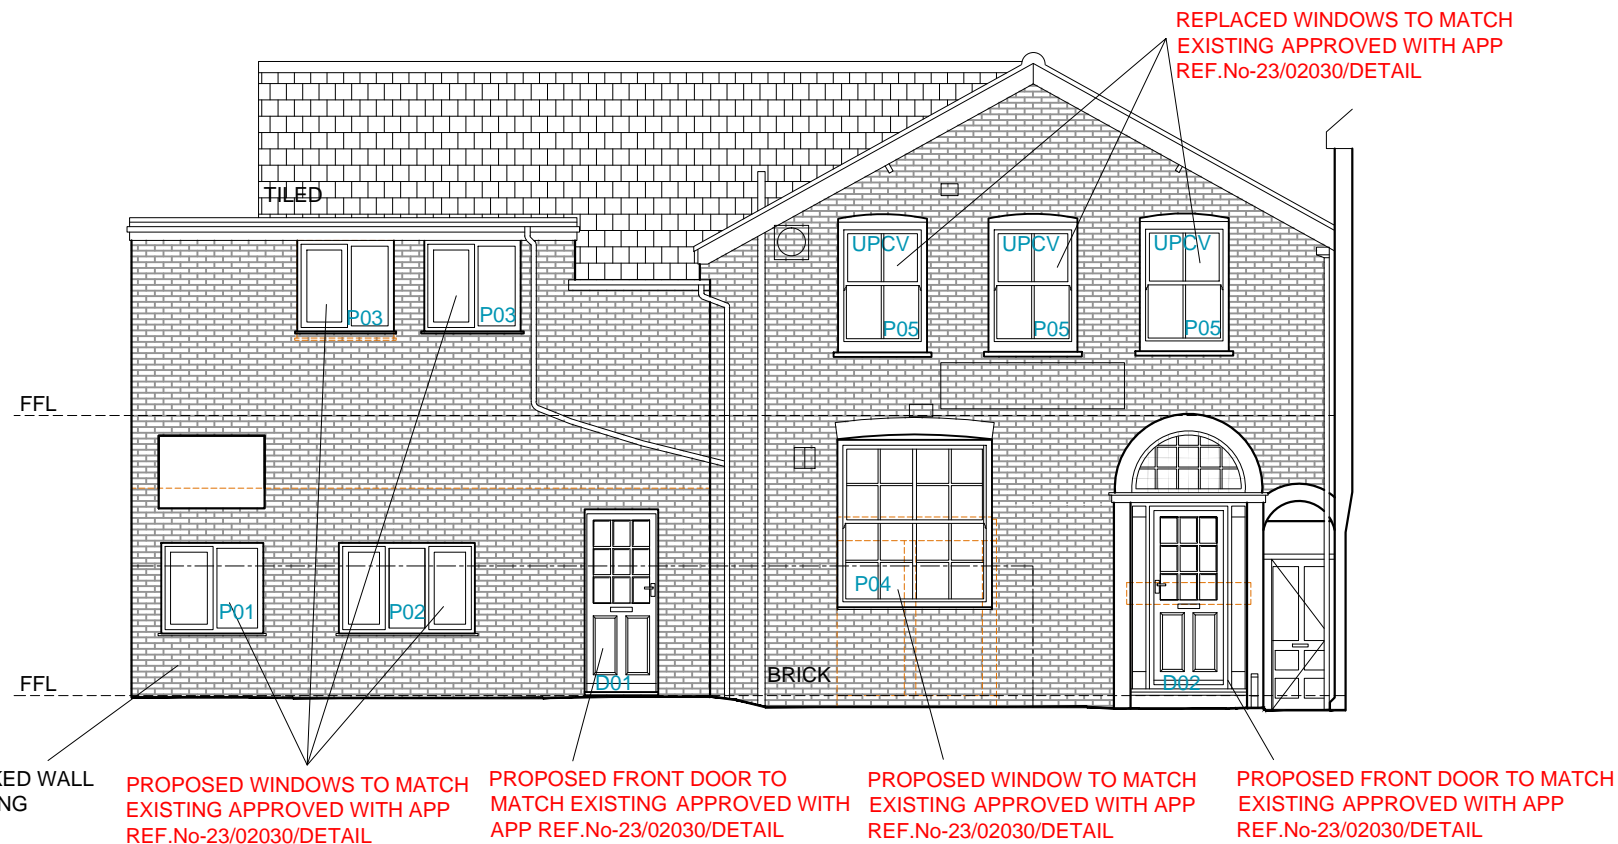 REPLACED WINDOWS TO MATCH
EXISTING APPROVED WITH APP
REF.No-23/02030/DETAIL
TILED
UPCV
UPCV
UPCV
P03
P03
P05
P05
P05
FFL
P01
P02
P04
FFL
D01
BRICK
D02
KED WALL
NG
PROPOSED WINDOWS TO MATCH
EXISTING APPROVED WITH APP
REF.No-23/02030/DETAIL
PROPOSED FRONT DOOR TO
MATCH EXISTING APPROVED WITH
APP REF.No-23/02030/DETAIL
PROPOSED WINDOW TO MATCH
EXISTING APPROVED WITH APP
REF.No-23/02030/DETAIL
PROPOSED FRONT DOOR TO MATCH
EXISTING APPROVED WITH APP
REF.No-23/02030/DETAIL